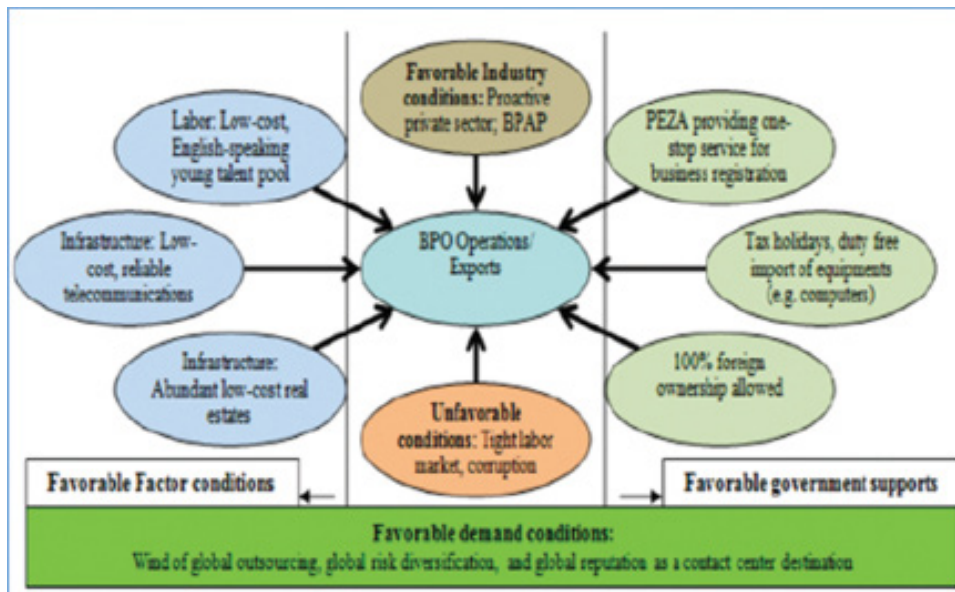 Favorable Industry
conditions: Proactive
private sector; BPAP
Labor: Low-cost,
English-speaking
young talent pool
PEZA providing one-
stop service for
business registration
Infrastructure: Low-
cost, reliable
telecommunications
BPO Operations/
Exports
Tax holidays, duty free
import of equipments
(e.g. computers)
Infrastructure:
Abundant low-cost real
estates
Unfavorable
conditions: Tight labor
market, corruption
100% foreign
ownership allowed
Favorable Factor conditions
Favorable government supports
Favorable demand conditions:
Wind of global outsourcing, global risk diversification, and global reputation as a contact center destination